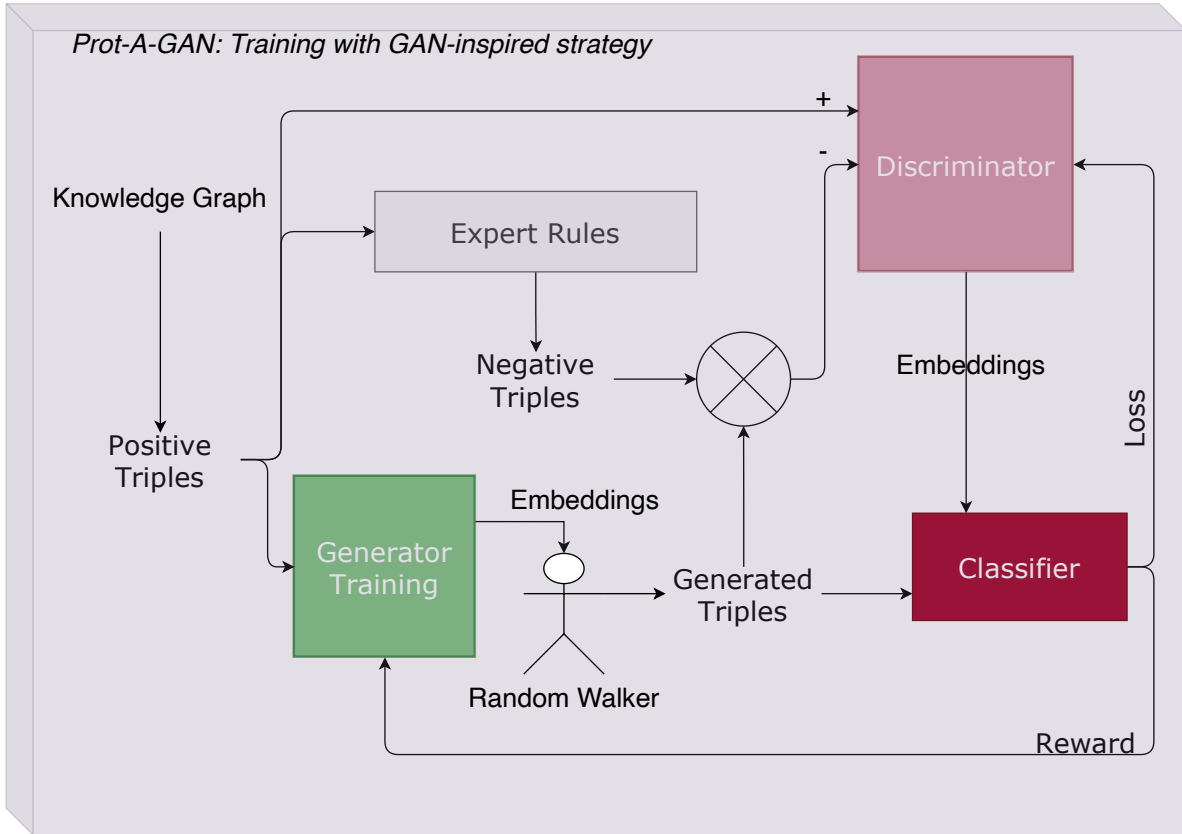 Prot-A-GAN: Training with GAN-inspired strategy
+
-
Discriminator
Knowledge Graph
Expert Rules
Negative
Triples
Embeddings
Loss
Positive
Triples
Embeddings
Generator
Training
Generated
Triples
Classifier
Random Walker
Reward